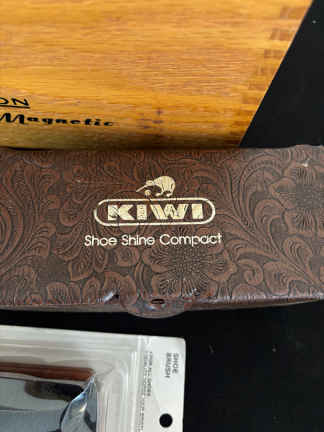 ON
Magnetic
KIWI
Shoe Shine Compact
SHOE
BRUSH